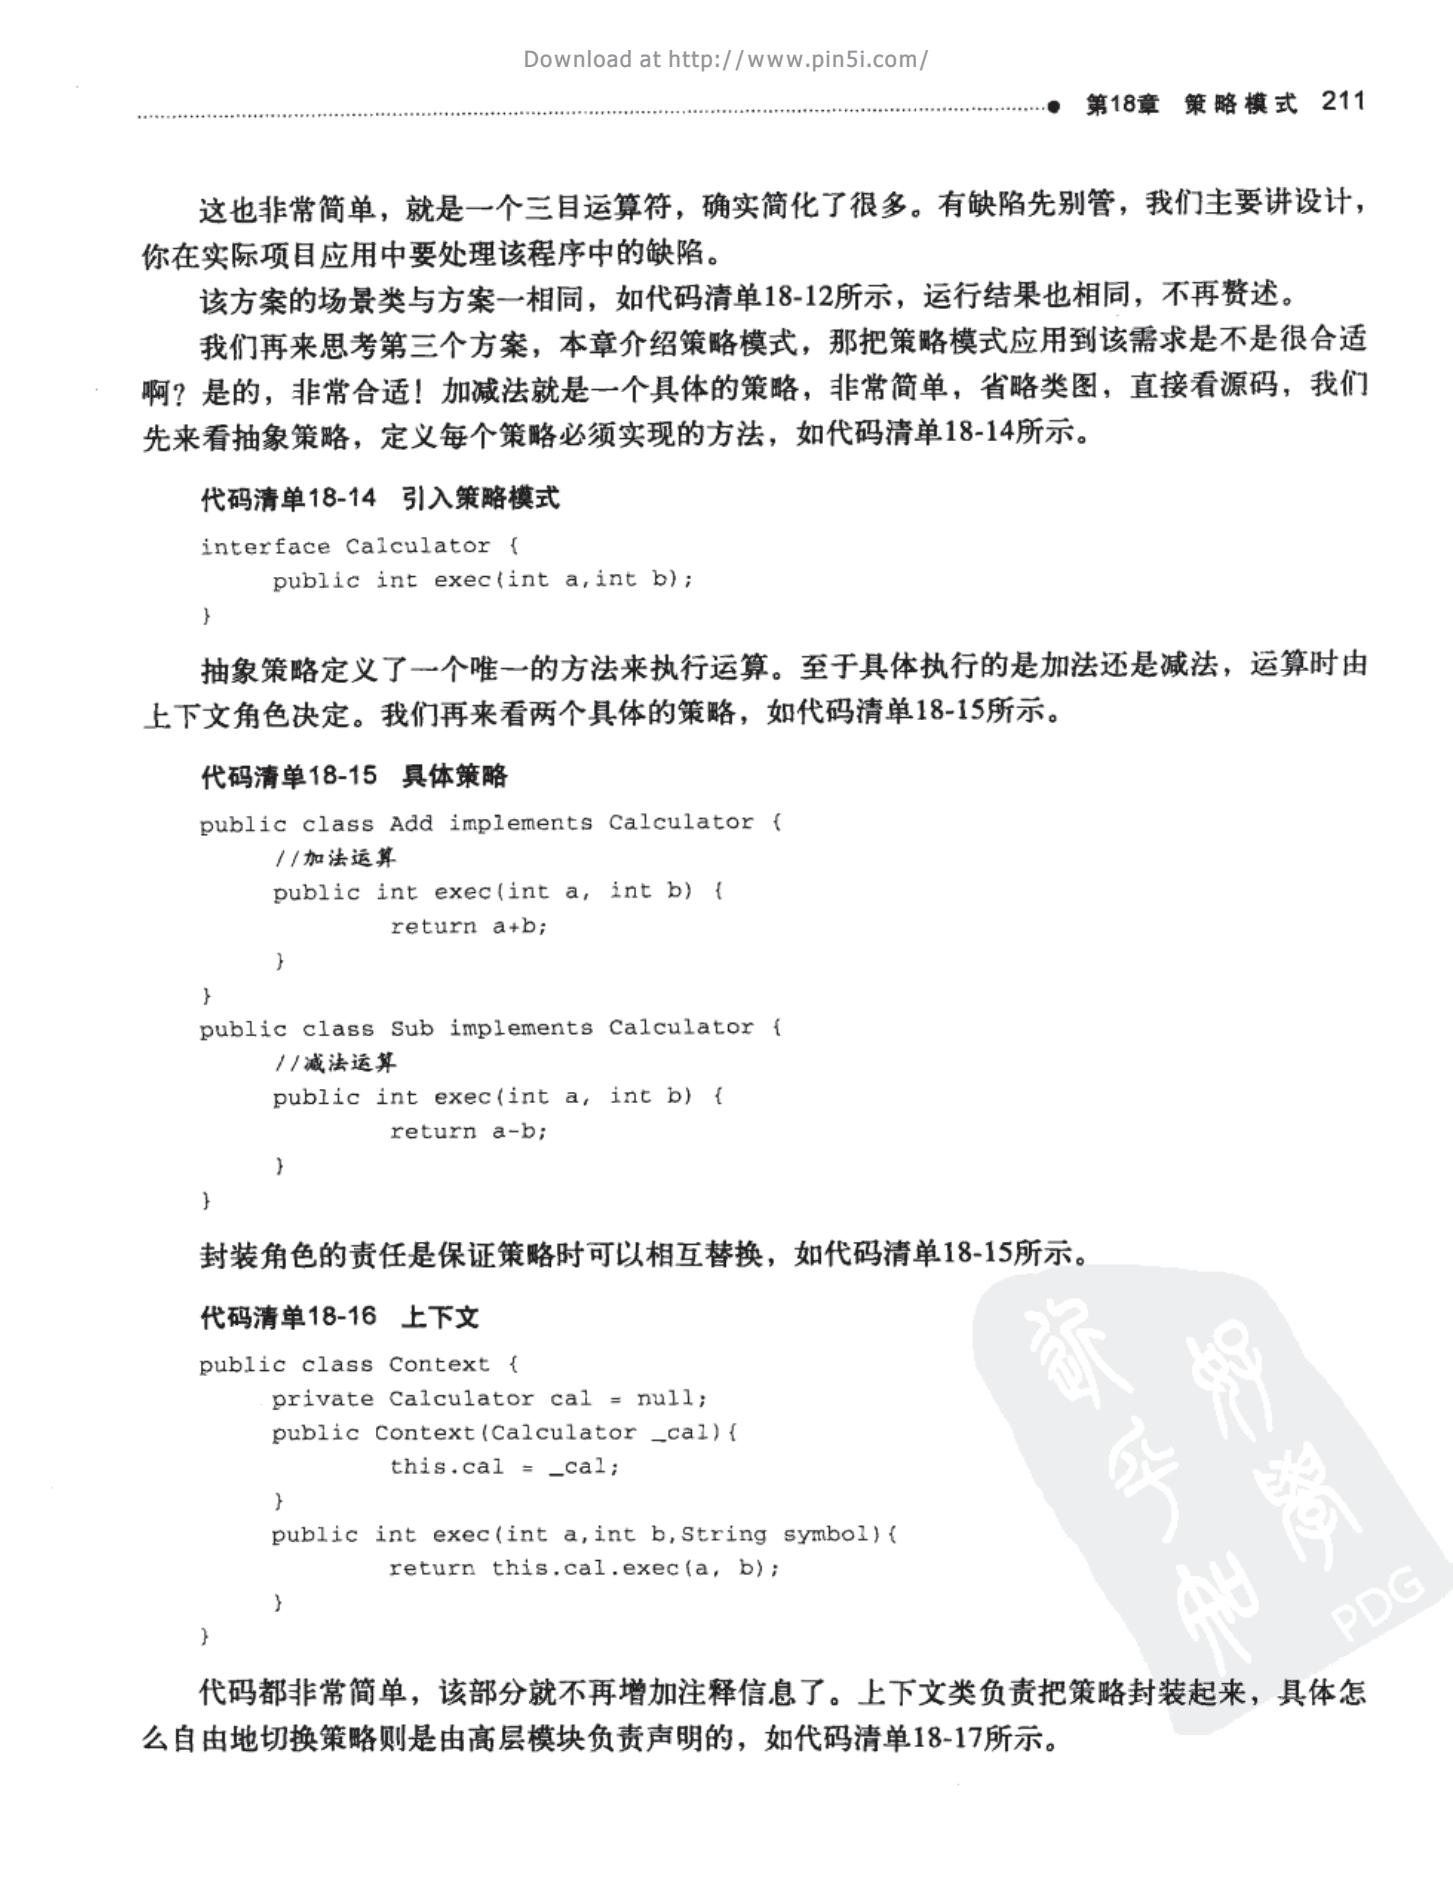 Download at http://www.pin5i.com/
第18章 策略模式 211
这也非常简单，就是一个三目运算符，确实简化了很多。有缺陷先别管，我们主要讲设计，
你在实际项目应用中要处理该程序中的缺陷。
该方案的场景类与方案一相同，如代码清单18-12所示，运行结果也相同，不再赘述。
我们再来思考第三个方案，本章介绍策略模式，那把策略模式应用到该需求是不是很合适
啊？是的，非常合适！加减法就是一个具体的策略，非常简单，省略类图，直接看源码，我们
先来看抽象策略，定义每个策略必须实现的方法，如代码清单18-14所示。
代码清单18-14 引入策略模式
interface Calculator {
public int exec(int a,int b);
}
抽象策略定义了一个唯一的方法来执行运算。至于具体执行的是加法还是减法，运算时由
上下文角色决定。我们再来看两个具体的策略，如代码清单18-15所示。
代码清单18-15 具体策略
public class Add implements Calculator {
//加法运算
public int exec(int a, int b) {
return a+b;
}
}
public class Sub implements Calculator {
//减法运算
public int exec(int a, int b) {
return a-b;
}
}
封装角色的责任是保证策略时可以相互替换，如代码清单18-15所示。
代码清单18-16 上下文
public class Context {
private Calculator cal = null;
public Context(Calculator _cal){
this.cal = _cal;
}
public int exec(int a,int b,String symbol){
return this.cal.exec(a, b);
}
}
代码都非常简单，该部分就不再增加注释信息了。上下文类负责把策略封装起来，具体怎
么自由地切换策略则是由高层模块负责声明的，如代码清单18-17所示。
PDG